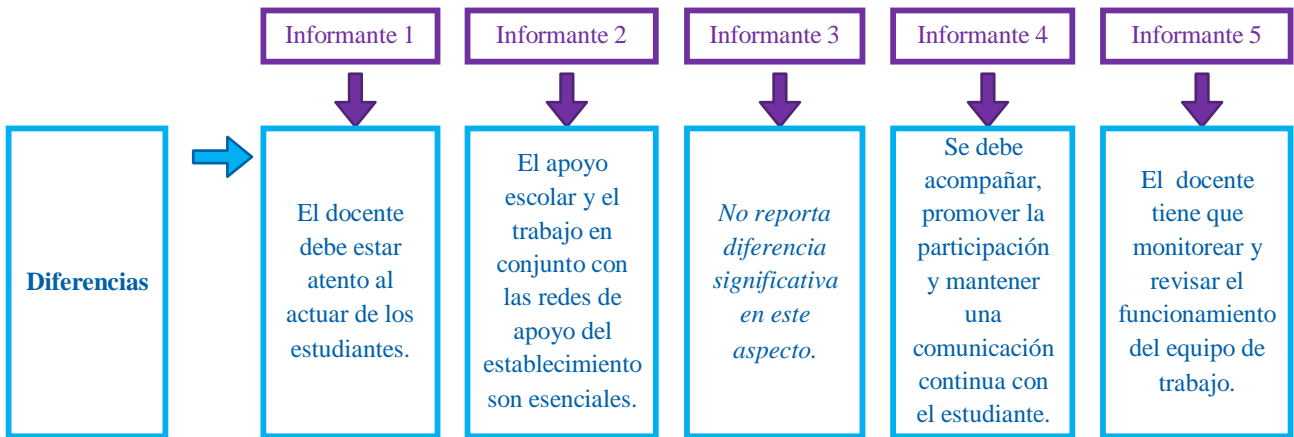 Informante 1
Informante 2
Informante 3
Informante 4
Informante 5
Diferencias
El docente
debe estar
atento al
actuar de los
estudiantes.
El apoyo
escolar y el
trabajo en
conjunto con
las redes de
apoyo del
establecimiento
son esenciales.
No reporta
diferencia
significativa
en este
aspecto.
Se debe
acompañar,
promover la
participación
y mantener
una
comunicación
continua con
el estudiante.
El docente
tiene que
monitorear y
revisar el
funcionamiento
del equipo de
trabajo.